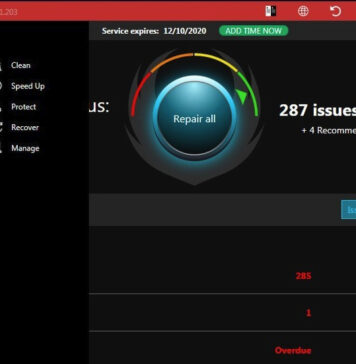 1.203
Service expires: 12/10/2020 ADD TIME NOW
Clean
Speed Up
Protect
Recover
Manage
us:
Repair all
287 issues
+ 4 Recomme
285
1
Overdue